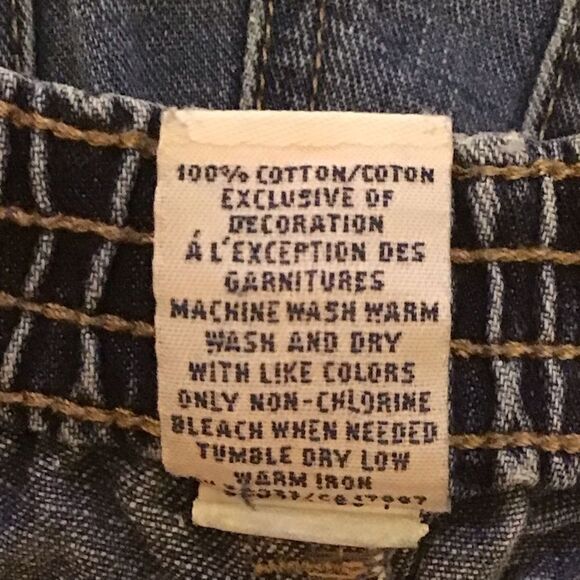 100% COTTON/COTON
EXCLUSIVE OF
DECORATION
Á L'EXCEPTION DES
GARNITURES
MACHINE WASH WARM
WASH AND DRY
WITH LIKE COLORS
ONLY NON-CHLORINE
BLEACH WHEN NEEDED
TUMBLE DRY LOW
WARM IRON